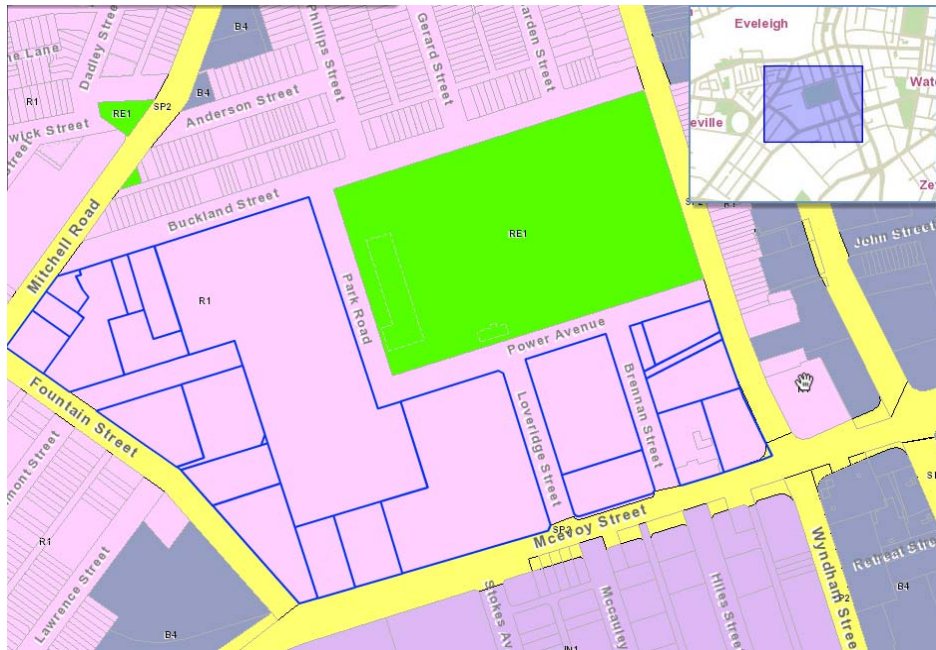 B4
Phillips Street
Gerard Street
arden Street
Eveleigh
Wate
eville
Zet
ne Lane
Dadley Street
R1
RE1
SP2
B4
Anderson Street
wick Street
Street
Mitchell Road
Buckland Street
RE1
R1
John Street
R1
Park Road
Power Avenue
Brennan Street
Loveridge Street
Fountain Street
mont Street
R1
Lawrence Street
B4
SP2
Mcevoy Street
Stokes Av
Mccauley
Hiles Street
Wyndham Street
Retreat Stree
B4
IN1